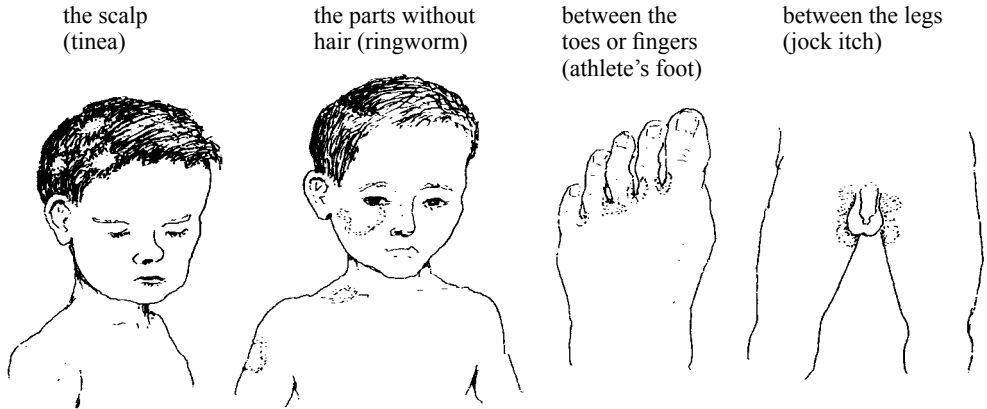 the scalp
(tinea)
the parts without
hair (ringworm)
between the
toes or fingers
(athlete’s foot)
between the legs
(jock itch)